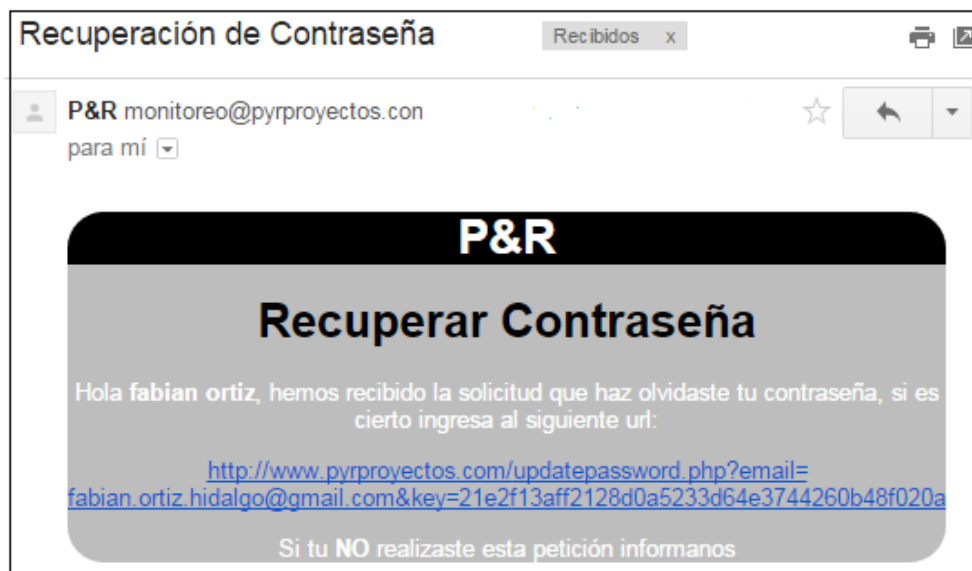 Recuperación de Contraseña
Recibidos x
P&R monitoreo@pyrproyectos.con
para mí
P&R
Recuperar Contraseña
Hola fabian ortiz, hemos recibido la solicitud que haz olvidaste tu contraseña, si es
cierto ingresa al siguiente url:
http://www.pyrproyectos.com/updatepassword.php?email=
fabian.ortiz.hidalgo@gmail.com&key=21e2f13aff2128d0a5233d64e3744260b48f020a
Si tu NO realizaste esta petición informanos